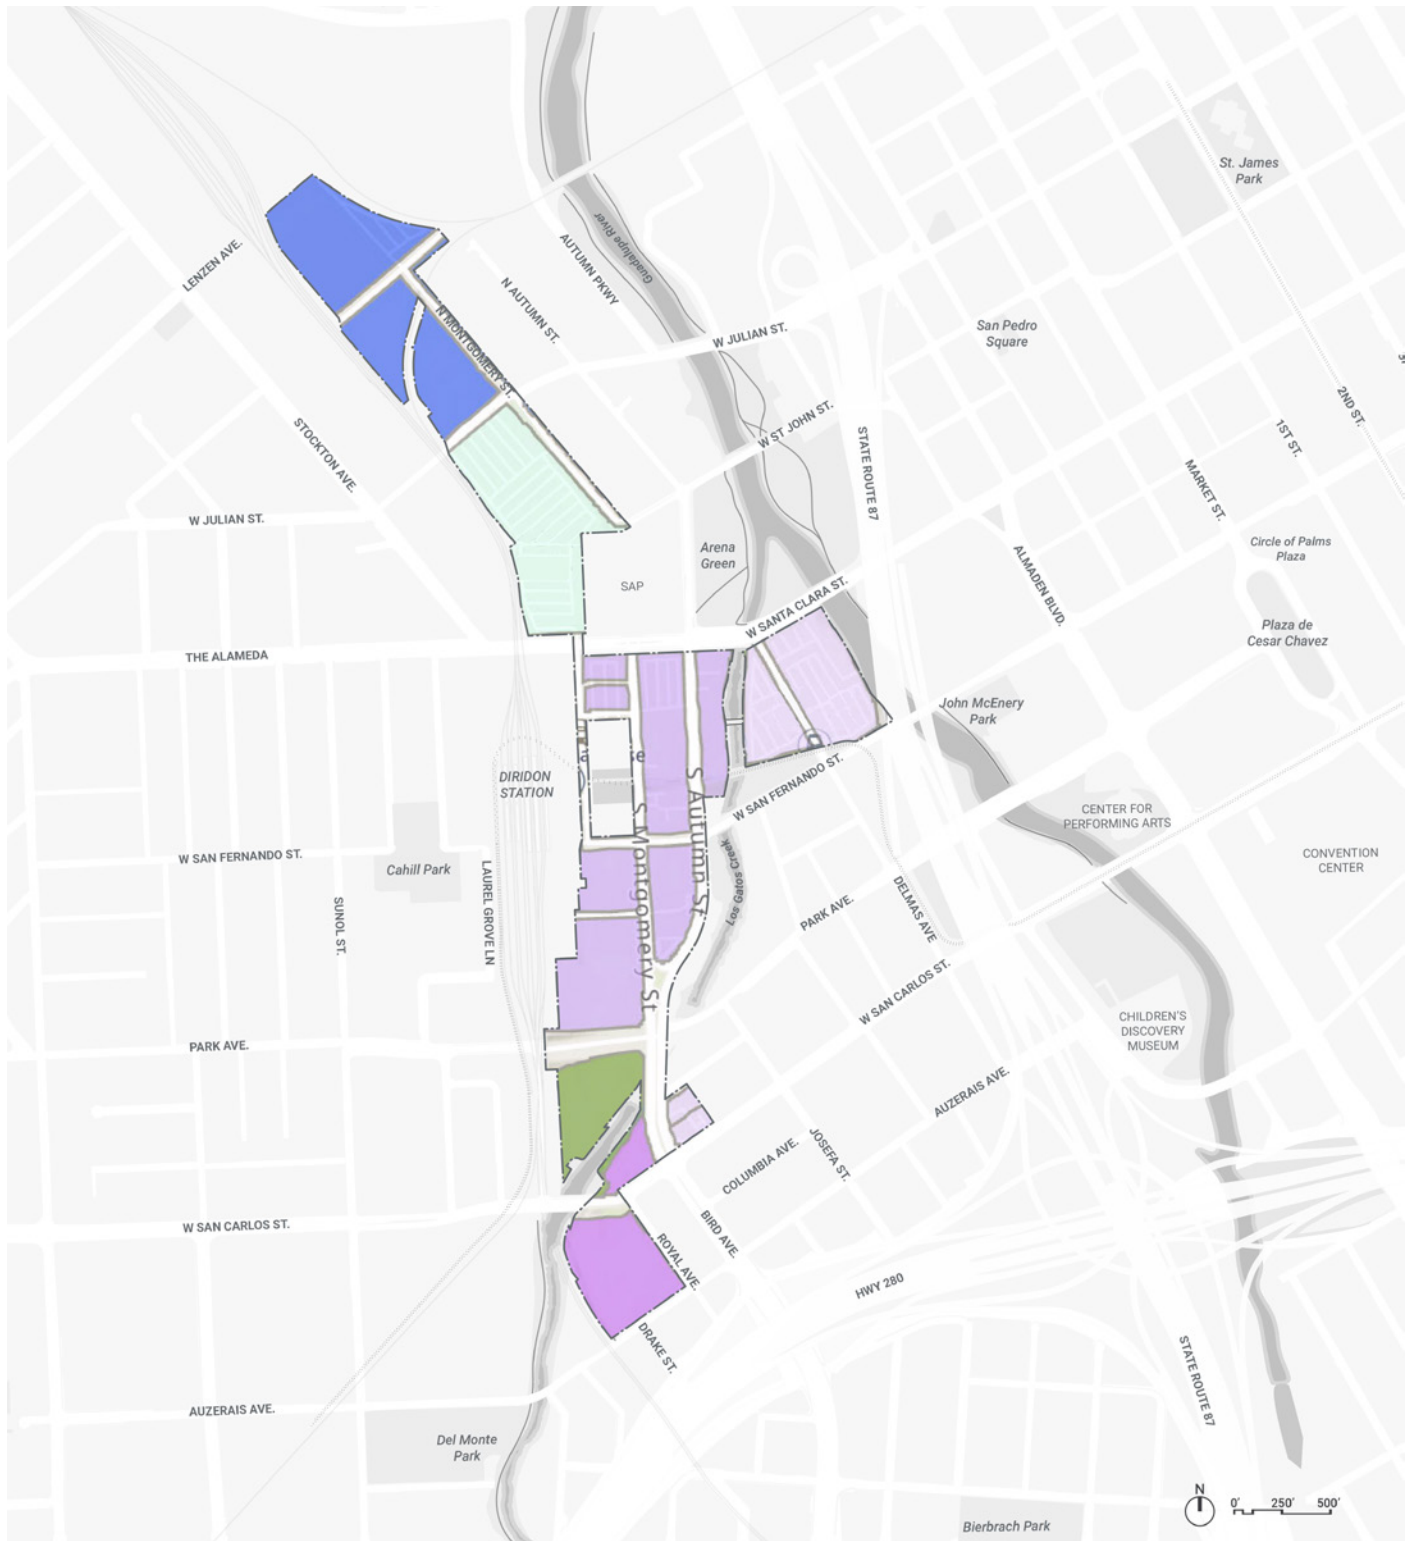 St. James
Park
Guadalupe River
AUTUMN PKWY
LENZEN AVE.
N AUTUMN ST.
N MONTGOMERY ST.
W JULIAN ST.
San Pedro
Square
2ND ST.
1ST ST.
W ST JOHN ST.
STATE ROUTE 87
MARKET ST.
STOCKTON AVE.
W JULIAN ST.
Arena
Green
SAP
ALMADEN BLVD.
Circle of Palms
Plaza
Plaza de
Cesar Chavez
W SANTA CLARA ST.
THE ALAMEDA
John McEnery
Park
DIRIDON
STATION
S Autumn St
S Montgomery St
W SAN FERNANDO ST.
CENTER FOR
PERFORMING ARTS
CONVENTION
CENTER
W SAN FERNANDO ST.
Cahill Park
LAUREL GROVE LN
SUNOL ST.
Los Gatos Creek
PARK AVE.
DELMAS AVE
W SAN CARLOS ST.
CHILDREN'S
DISCOVERY
MUSEUM
PARK AVE.
AUZERAIS AVE.
COLUMBIA AVE.
JOSEFA ST.
W SAN CARLOS ST.
BIRD AVE.
ROYAL AVE.
HWY 280
DRAKE ST.
STATE ROUTE 87
AUZERAIS AVE.
Del Monte
Park
Bierbrach Park
N
0' 250' 500'